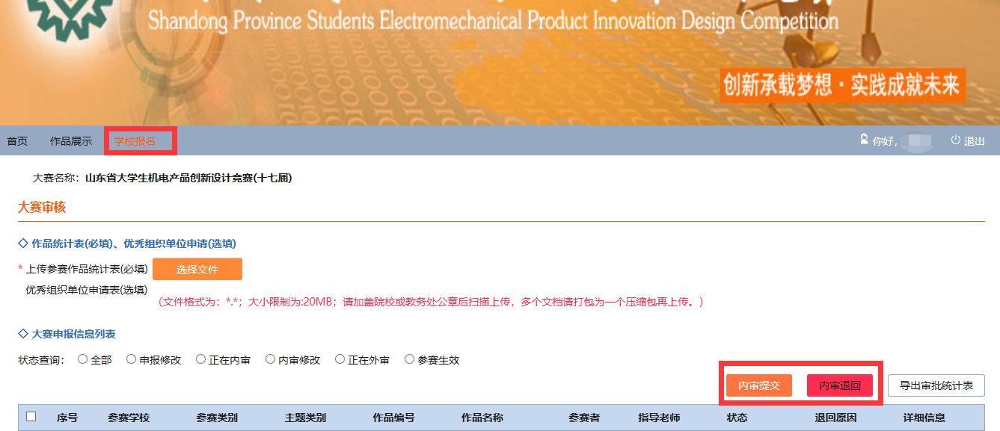 Shandong Province Students Electromechanical Product Innovation Design Competition
创新承载梦想·实践成就未来
首页 作品展示 学校报名 你好, 退出
大赛名称：山东省大学生机电产品创新设计竞赛(十七届)
大赛审核
作品统计表(必填)、优秀组织单位申请(选填)
* 上传参赛作品统计表(必填) 选择文件
优秀组织单位申请表(选填)
（文件格式为：*.*；大小限制为:20MB；请加盖院校或教务处公章后扫描上传，多个文档请打包为一个压缩包再上传。）
大赛申报信息列表
状态查询： 全部 申报修改 正在内审 内审修改 正在外审 参赛生效
内审提交 内审退回 导出审批统计表
序号 参赛学校 参赛类别 主题类别 作品编号 作品名称 参赛者 指导老师 状态 退回原因 详细信息